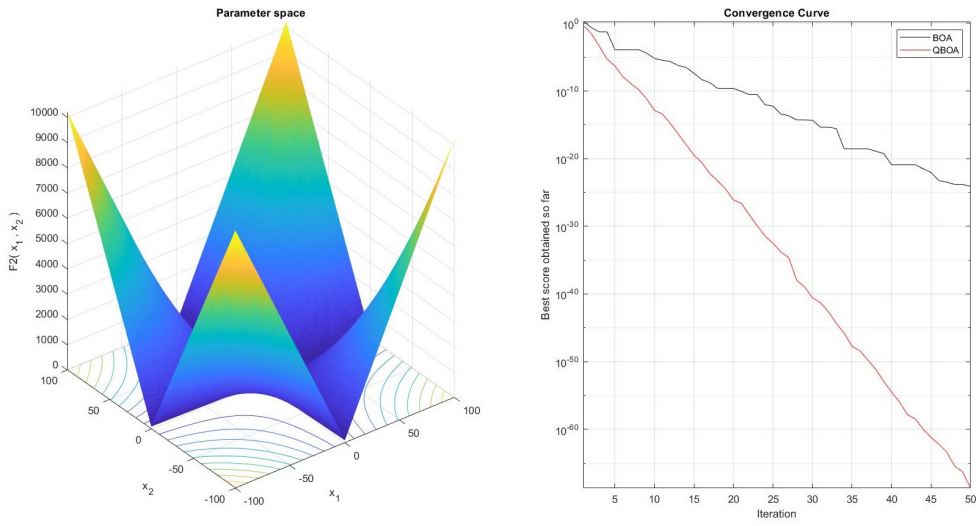 Parameter space
10000
9000
8000
7000
6000
5000
4000
3000
2000
1000
0
F2( x₁ , x₂ )
100
50
0
-50
-100
x₂
-100
-50
0
50
100
x₁
Convergence Curve
BOA
QBOA
10⁰
10⁻¹⁰
10⁻²⁰
10⁻³⁰
10⁻⁴⁰
10⁻⁵⁰
10⁻⁶⁰
Best score obtained so far
5 10 15 20 25 30 35 40 45 50
Iteration